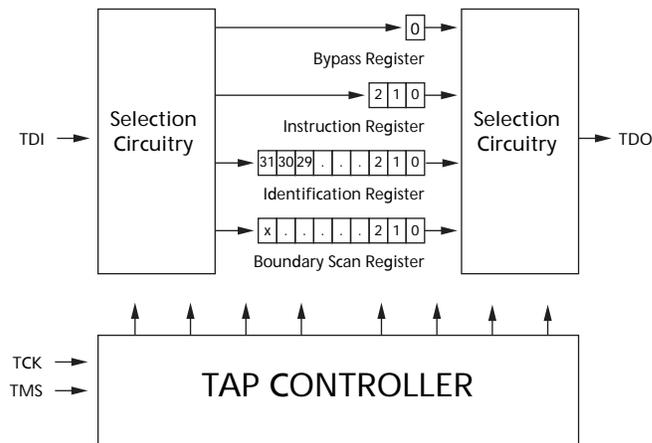 0
Bypass Register
2 1 0
Instruction Register
31 30 29 . . . 2 1 0
Identification Register
x . . . . . 2 1 0
Boundary Scan Register
Selection
Circuitry
Selection
Circuitry
TDI
TDO
TCK
TMS
TAP CONTROLLER